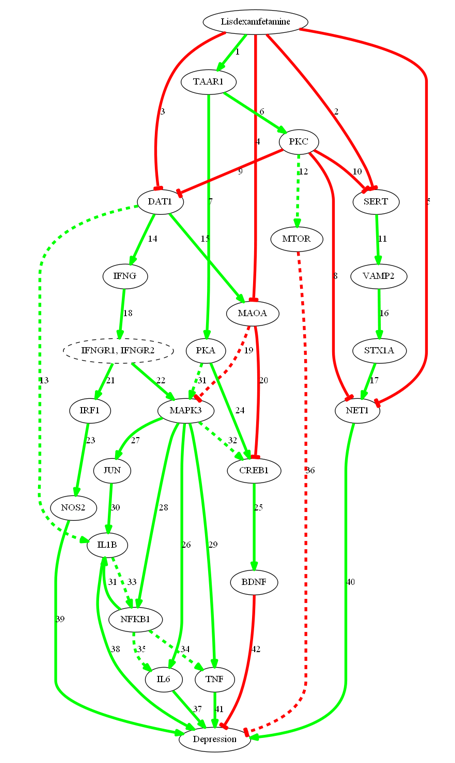 Lisdexamfetamine
1
TAAR1
3
6
4
2
5
PKC
9
12
10
7
DAT1
SERT
14
15
MTOR
11
8
IFNG
VAMP2
18
MAOA
16
IFNGR1, IFNGR2
PKA
19
STX1A
13
21
22
31
20
17
IRF1
MAPK3
24
NET1
23
27
32
JUN
CREB1
36
NOS2
30
28
25
IL1B
26
29
31
33
BDNF
40
NFKB1
39
38
35
34
42
IL6
TNF
37
41
Depression